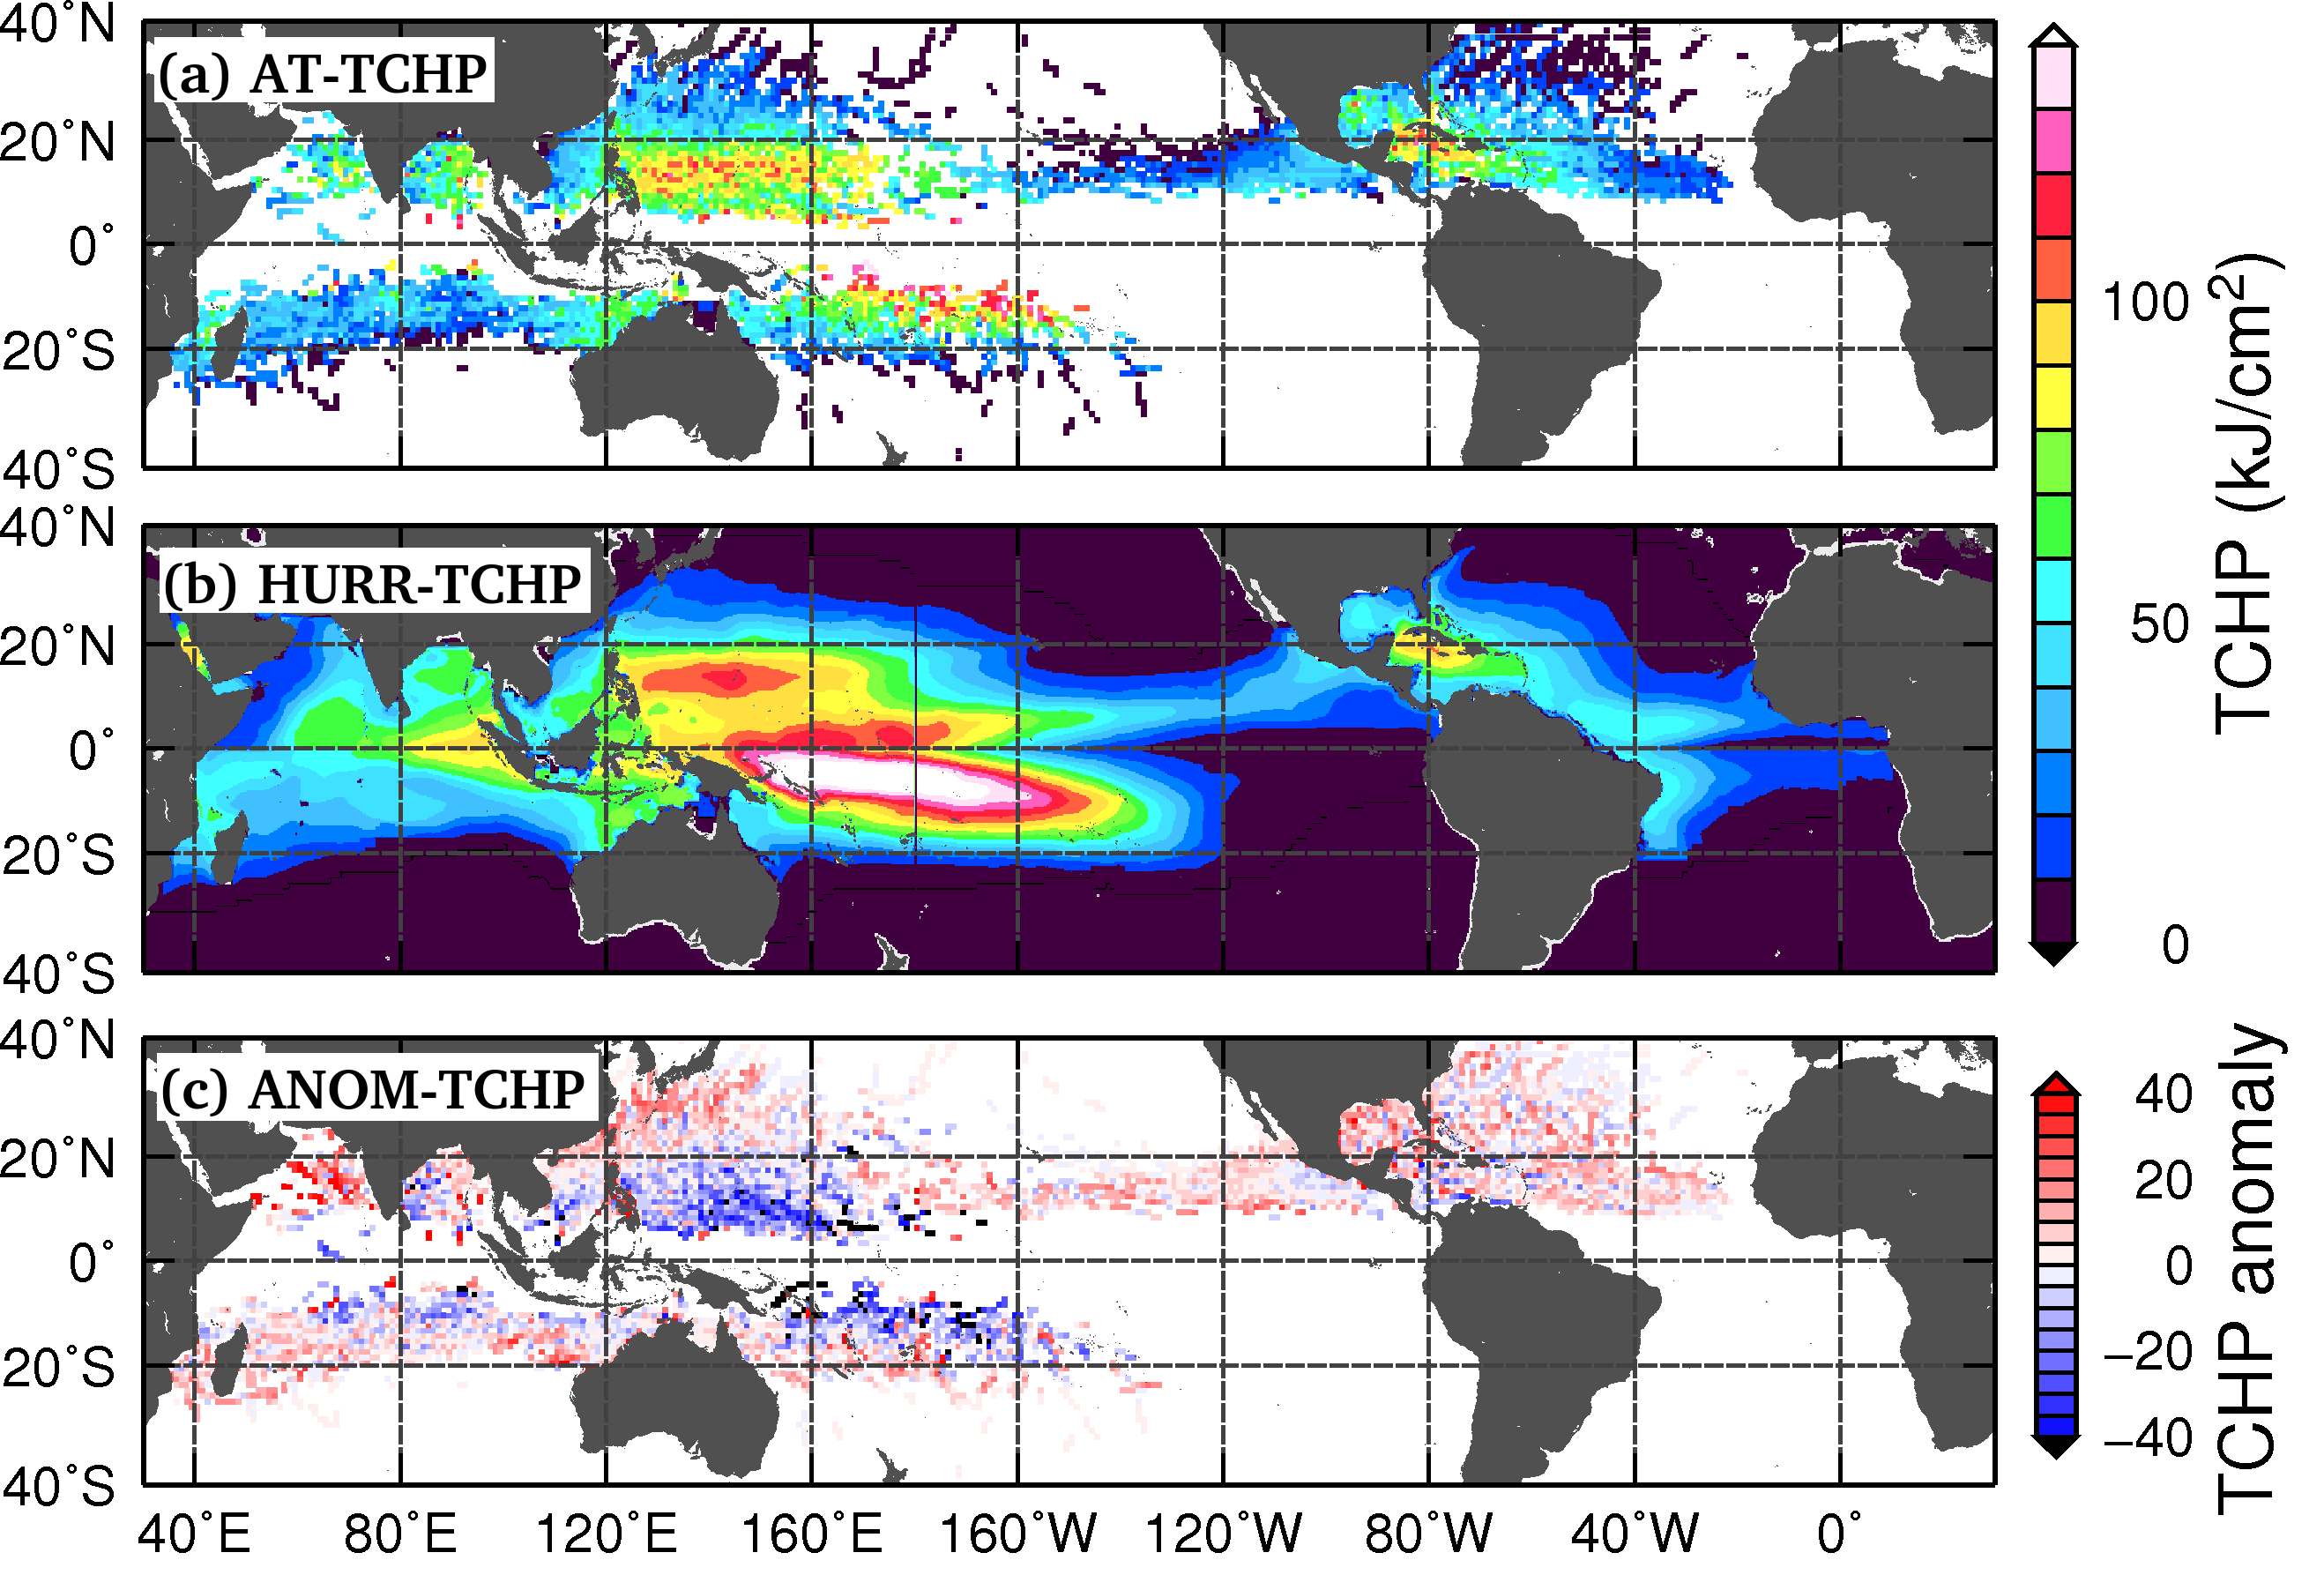 40°N
(a) AT-TCHP
20°N
0°
20°S
40°S
40°N
(b) HURR-TCHP
20°N
0°
20°S
40°S
100
50
0
TCHP (kJ/cm²)
40°N
(c) ANOM-TCHP
20°N
0°
20°S
40°S
40
20
0
−20
−40
TCHP anomaly
40°E 80°E 120°E 160°E 160°W 120°W 80°W 40°W 0°